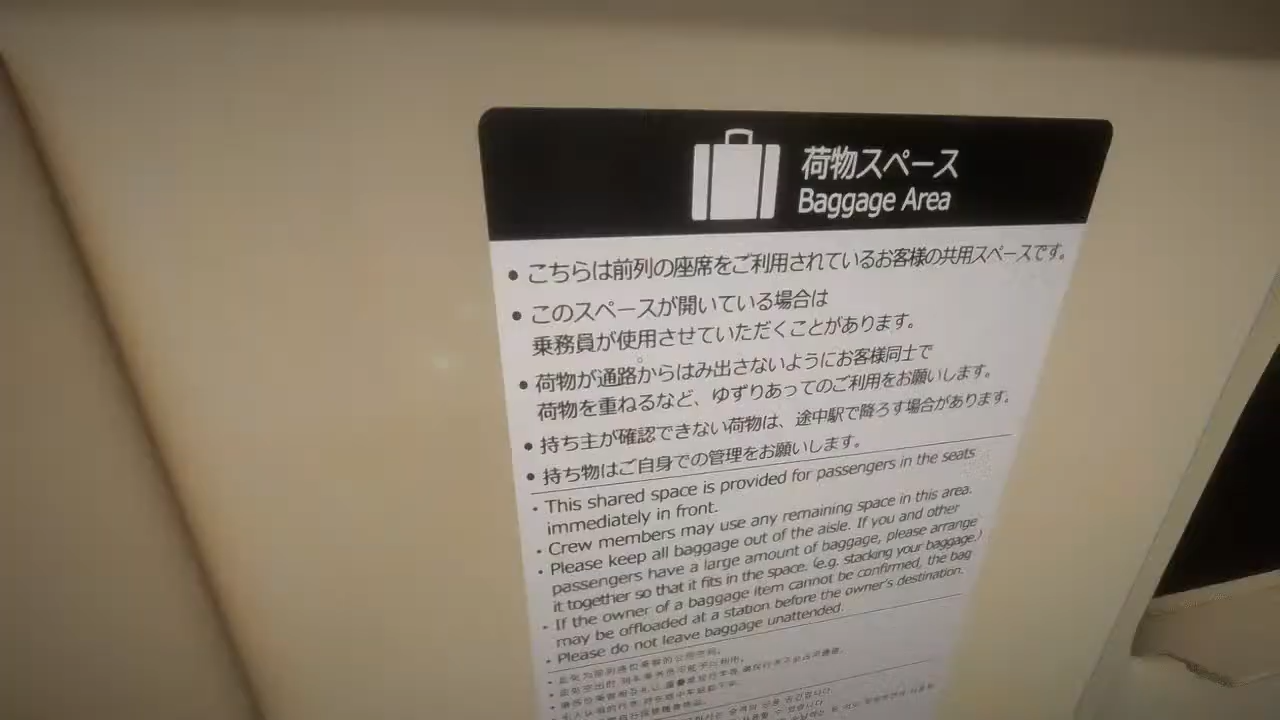 荷物スペース
Baggage Area
● こちらは前列の座席をご利用されているお客様の共用スペースです。
● このスペースが開いている場合は
乗務員が使用させていただくことがあります。
● 荷物が通路からはみ出さないようにお客様同士で
荷物を重ねるなど、ゆずりあってのご利用をお願いします。
● 持ち主が確認できない荷物は、途中駅で降ろす場合があります。
● 持ち物はご自身での管理をお願いします。
・This shared space is provided for passengers in the seats
immediately in front.
・Crew members may use any remaining space in this area.
・Please keep all baggage out of the aisle. If you and other
passengers have a large amount of baggage, please arrange
it together so that it fits in the space. (e.g. stacking your baggage.)
・If the owner of a baggage item cannot be confirmed, the bag
may be offloaded at a station before the owner's destination.
・Please do not leave baggage unattended.